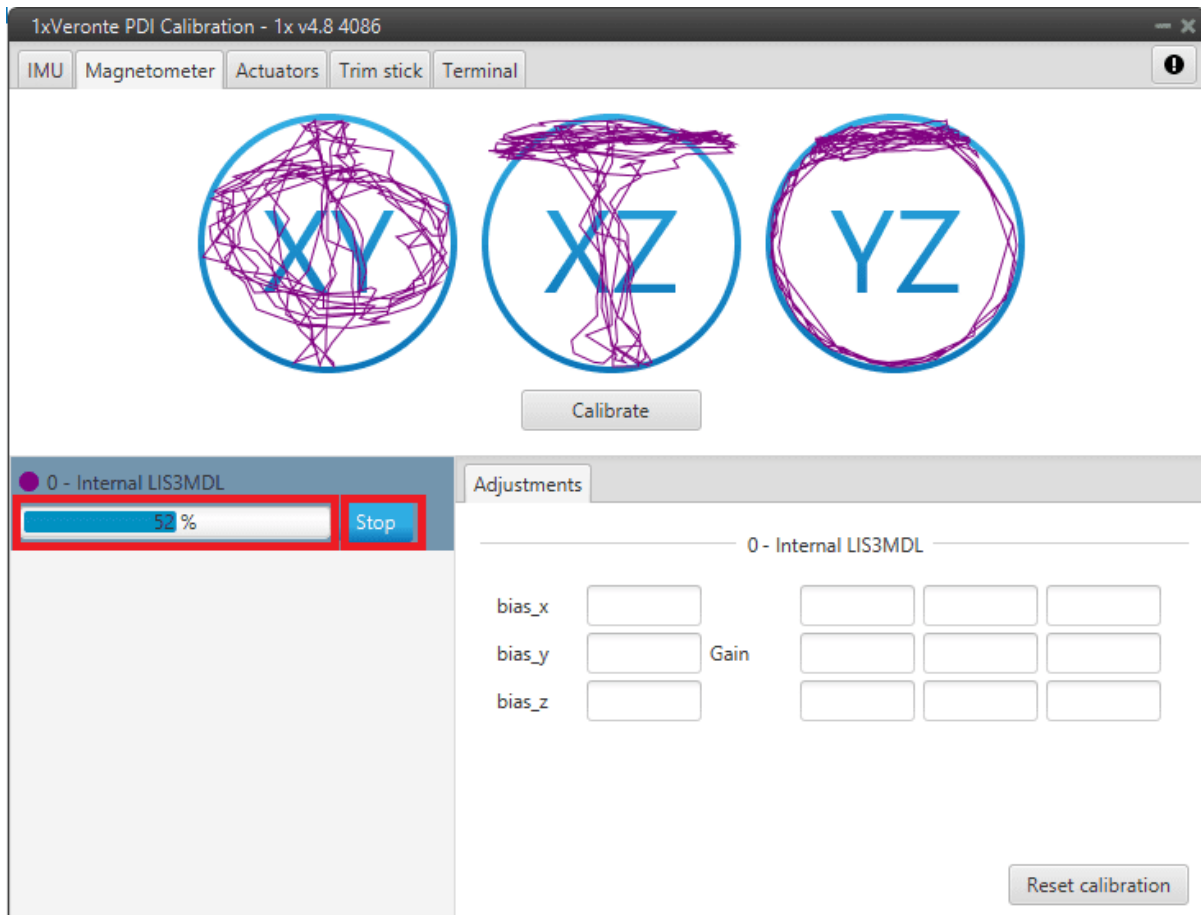 1xVeronte PDI Calibration - 1x v4.8 4086
IMU Magnetometer Actuators Trim stick Terminal
XY XZ YZ
Calibrate
0 - Internal LIS3MDL
52 % Stop
Adjustments
0 - Internal LIS3MDL
bias_x
bias_y Gain
bias_z
Reset calibration